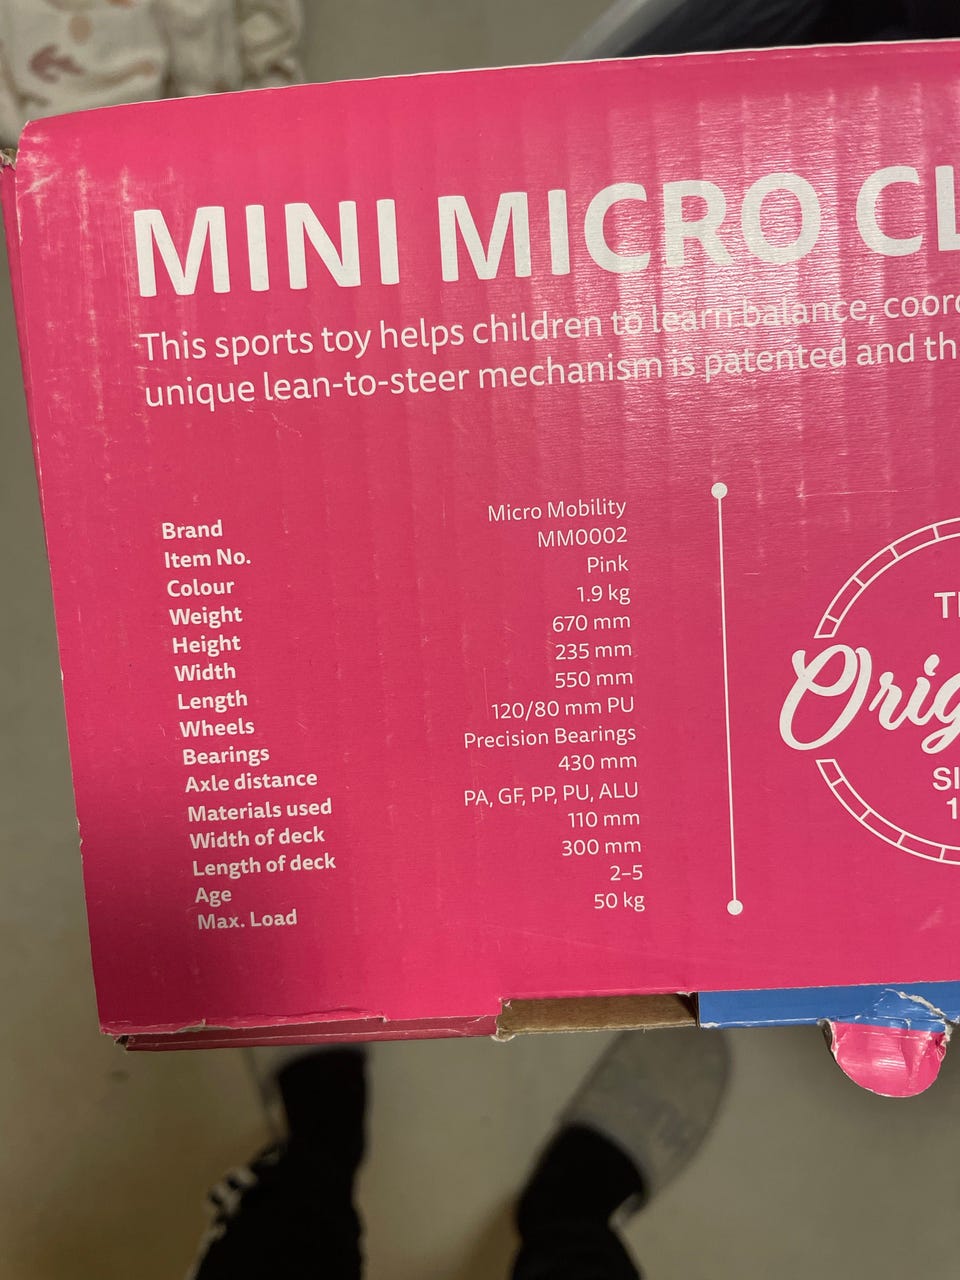 MINI MICRO CL
This sports toy helps children to learn balance, coord
unique lean-to-steer mechanism is patented and th
Brand Micro Mobility
Item No. MM0002
Colour Pink
Weight 1.9 kg
Height 670 mm
Width 235 mm
Length 550 mm
Wheels 120/80 mm PU
Bearings Precision Bearings
Axle distance 430 mm
Materials used PA, GF, PP, PU, ALU
Width of deck 110 mm
Length of deck 300 mm
Age 2–5
Max. Load 50 kg
Orig
SI
1